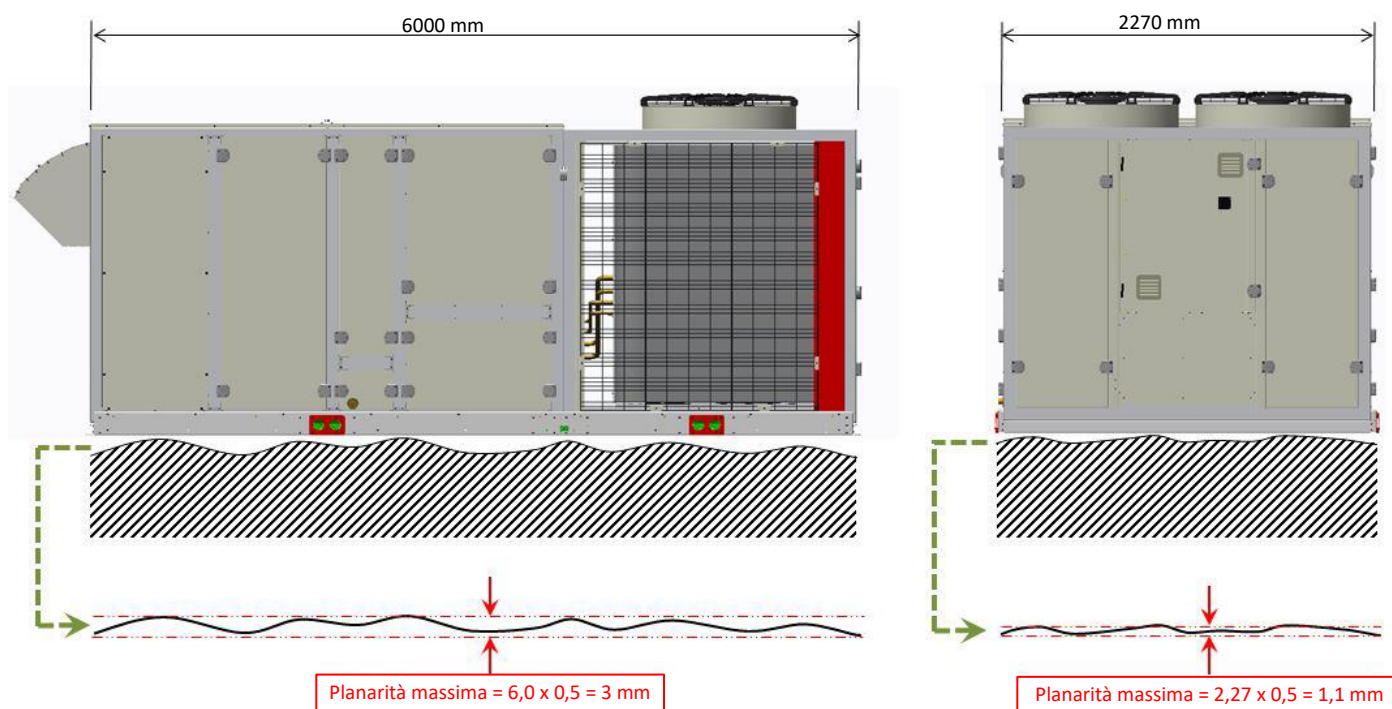 6000 mm
2270 mm
Planarità massima = 6,0 x 0,5 = 3 mm
Planarità massima = 2,27 x 0,5 = 1,1 mm